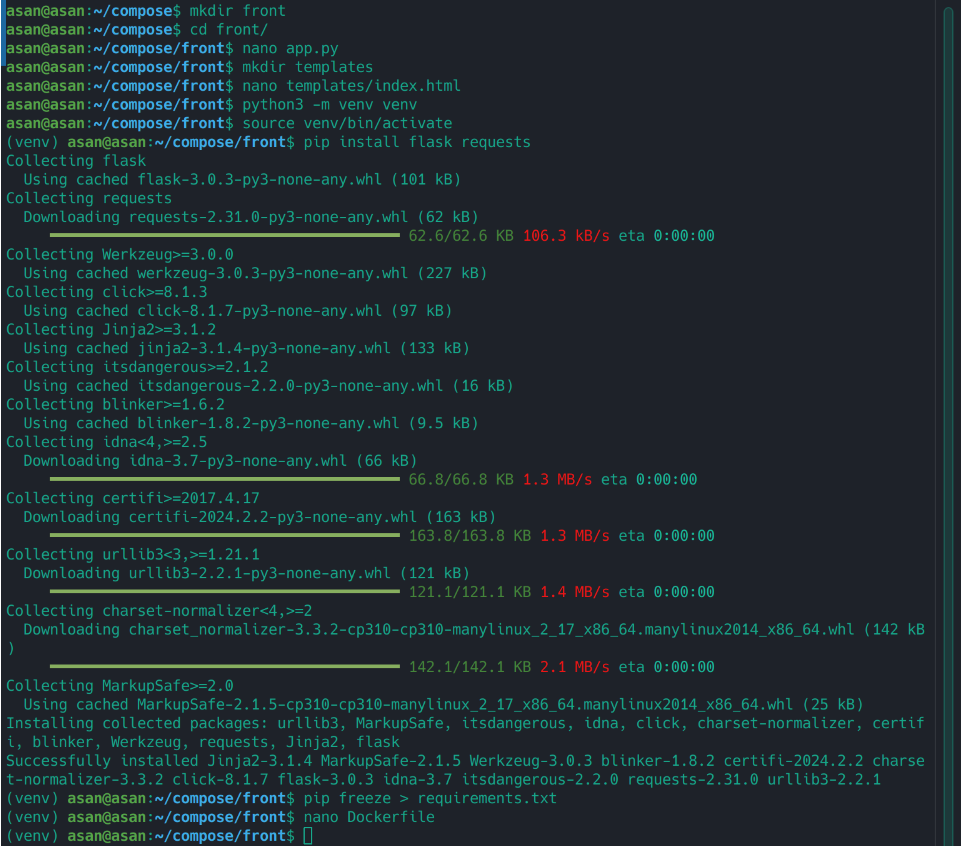 asan@asan:~/compose$ mkdir front
asan@asan:~/compose$ cd front/
asan@asan:~/compose/front$ nano app.py
asan@asan:~/compose/front$ mkdir templates
asan@asan:~/compose/front$ nano templates/index.html
asan@asan:~/compose/front$ python3 -m venv venv
asan@asan:~/compose/front$ source venv/bin/activate
(venv) asan@asan:~/compose/front$ pip install flask requests
Collecting flask
  Using cached flask-3.0.3-py3-none-any.whl (101 kB)
Collecting requests
  Downloading requests-2.31.0-py3-none-any.whl (62 kB)
62.6/62.6 KB 106.3 kB/s eta 0:00:00
Collecting Werkzeug>=3.0.0
  Using cached werkzeug-3.0.3-py3-none-any.whl (227 kB)
Collecting click>=8.1.3
  Using cached click-8.1.7-py3-none-any.whl (97 kB)
Collecting Jinja2>=3.1.2
  Using cached jinja2-3.1.4-py3-none-any.whl (133 kB)
Collecting itsdangerous>=2.1.2
  Using cached itsdangerous-2.2.0-py3-none-any.whl (16 kB)
Collecting blinker>=1.6.2
  Using cached blinker-1.8.2-py3-none-any.whl (9.5 kB)
Collecting idna<4,>=2.5
  Downloading idna-3.7-py3-none-any.whl (66 kB)
66.8/66.8 KB 1.3 MB/s eta 0:00:00
Collecting certifi>=2017.4.17
  Downloading certifi-2024.2.2-py3-none-any.whl (163 kB)
163.8/163.8 KB 1.3 MB/s eta 0:00:00
Collecting urllib3<3,>=1.21.1
  Downloading urllib3-2.2.1-py3-none-any.whl (121 kB)
121.1/121.1 KB 1.4 MB/s eta 0:00:00
Collecting charset-normalizer<4,>=2
  Downloading charset_normalizer-3.3.2-cp310-cp310-manylinux_2_17_x86_64.manylinux2014_x86_64.whl (142 kB
)
142.1/142.1 KB 2.1 MB/s eta 0:00:00
Collecting MarkupSafe>=2.0
  Using cached MarkupSafe-2.1.5-cp310-cp310-manylinux_2_17_x86_64.manylinux2014_x86_64.whl (25 kB)
Installing collected packages: urllib3, MarkupSafe, itsdangerous, idna, click, charset-normalizer, certif
i, blinker, Werkzeug, requests, Jinja2, flask
Successfully installed Jinja2-3.1.4 MarkupSafe-2.1.5 Werkzeug-3.0.3 blinker-1.8.2 certifi-2024.2.2 charse
t-normalizer-3.3.2 click-8.1.7 flask-3.0.3 idna-3.7 itsdangerous-2.2.0 requests-2.31.0 urllib3-2.2.1
(venv) asan@asan:~/compose/front$ pip freeze > requirements.txt
(venv) asan@asan:~/compose/front$ nano Dockerfile
(venv) asan@asan:~/compose/front$